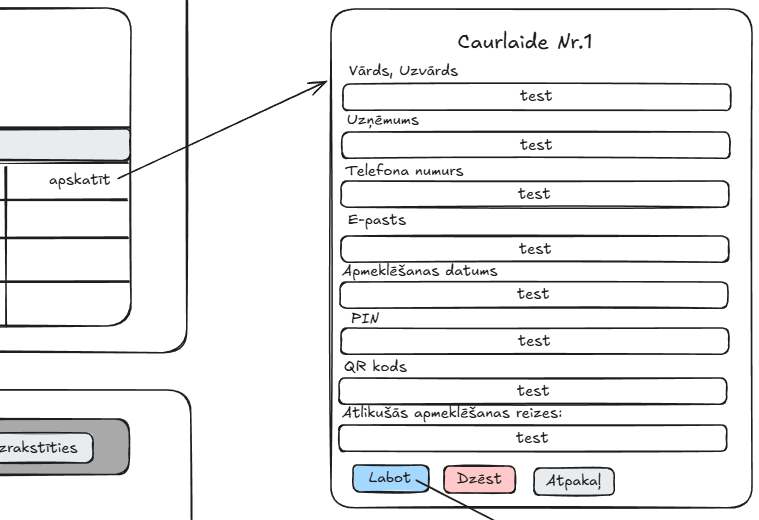 Caurlaide Nr.1
Vārds, Uzvārds
test
Uzņēmums
test
Telefona numurs
apskatīt
test
E-pasts
test
Apmeklēšanas datums
test
PIN
test
QR kods
test
Atlikušās apmeklēšanas reizes:
test
zrakstīties
Labot
Dzēst
Atpakaļ